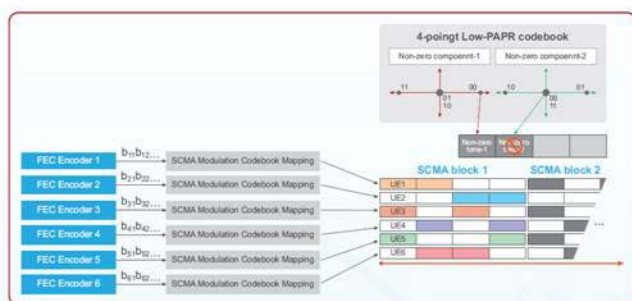 4-poingt Low-PAPR codebook
Non-zero compoennt-1
Non-zero compoenent-2
11
00
01
10
10
01
00
11
Non-zero
tone-1
Non-zero
SCMA block 1
SCMA block 2
FEC Encoder 1
b11b12...
SCMA Modulation Codebook Mapping
UE1
FEC Encoder 2
b21b22...
SCMA Modulation Codebook Mapping
UE2
FEC Encoder 3
b31b32...
SCMA Modulation Codebook Mapping
UE3
FEC Encoder 4
b41b42...
SCMA Modulation Codebook Mapping
UE4
...
FEC Encoder 5
b51b52...
SCMA Modulation Codebook Mapping
UE5
FEC Encoder 6
b61b62...
SCMA Modulation Codebook Mapping
UE6